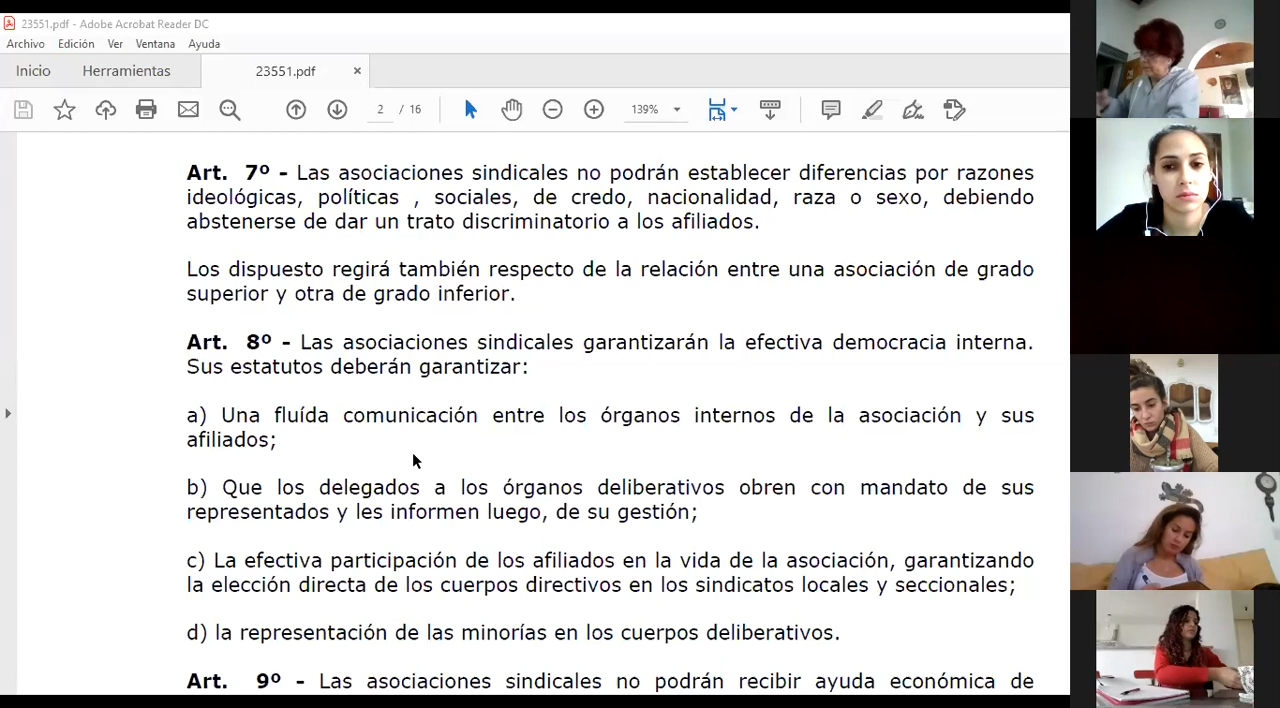 23551.pdf - Adobe Acrobat Reader DC
Archivo Edición Ver Ventana Ayuda
Inicio Herramientas 23551.pdf ×
2 / 16 139%
Art. 7º - Las asociaciones sindicales no podrán establecer diferencias por razones
ideológicas, políticas , sociales, de credo, nacionalidad, raza o sexo, debiendo
abstenerse de dar un trato discriminatorio a los afiliados.
Los dispuesto regirá también respecto de la relación entre una asociación de grado
superior y otra de grado inferior.
Art. 8º - Las asociaciones sindicales garantizarán la efectiva democracia interna.
Sus estatutos deberán garantizar:
a) Una fluída comunicación entre los órganos internos de la asociación y sus
afiliados;
b) Que los delegados a los órganos deliberativos obren con mandato de sus
representados y les informen luego, de su gestión;
c) La efectiva participación de los afiliados en la vida de la asociación, garantizando
la elección directa de los cuerpos directivos en los sindicatos locales y seccionales;
d) la representación de las minorías en los cuerpos deliberativos.
Art. 9º - Las asociaciones sindicales no podrán recibir ayuda económica de